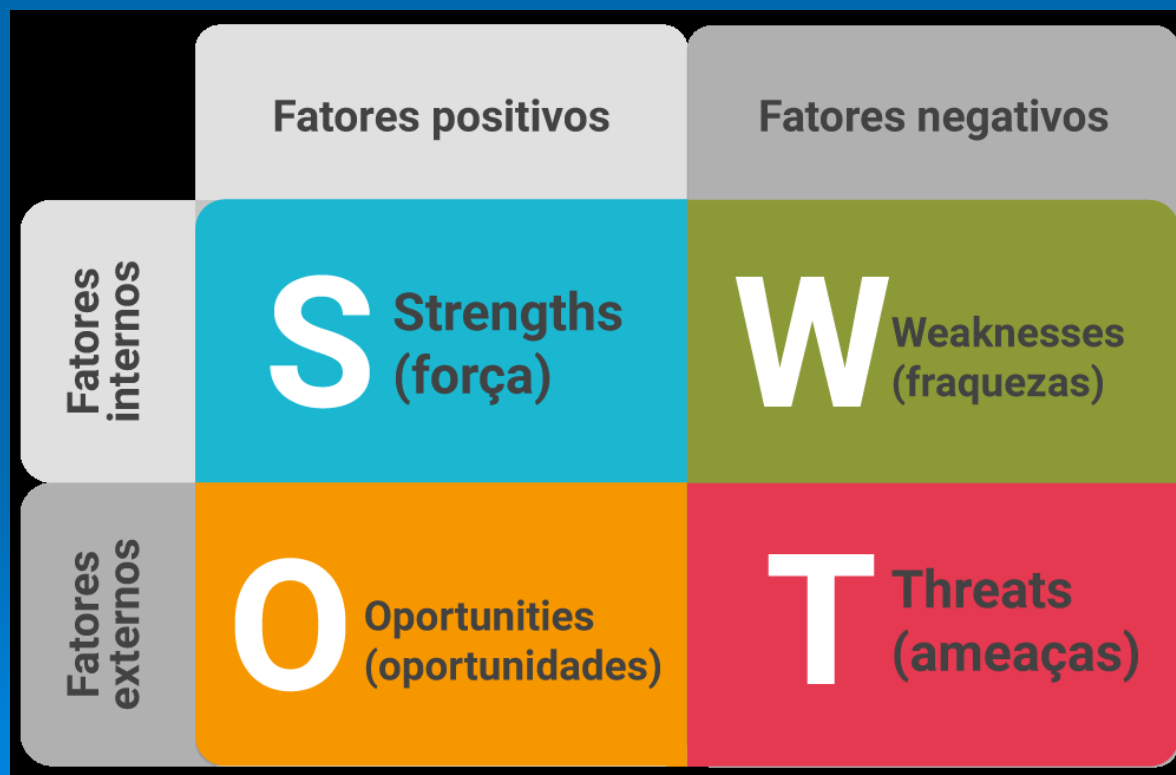 Fatores positivos
Fatores negativos
Fatores
internos
S
Strengths
(força)
W
Weaknesses
(fraquezas)
Fatores
externos
O
Oportunities
(oportunidades)
T
Threats
(ameaças)